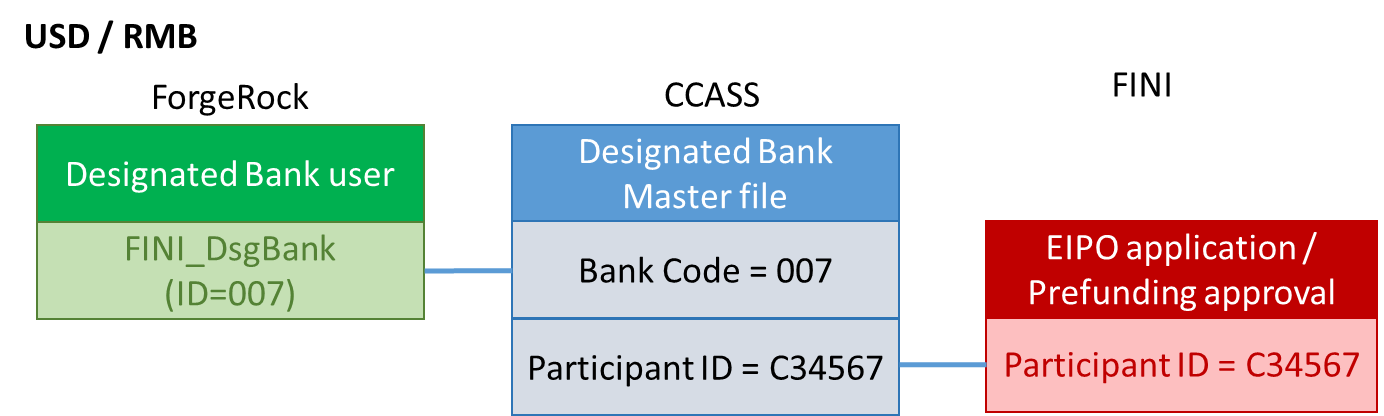 USD / RMB
ForgeRock
CCASS
FINI
Designated Bank user
Designated Bank
Master file
FINI_DsgBank
(ID=007)
Bank Code = 007
EIPO application /
Prefunding approval
Participant ID = C34567
Participant ID = C34567